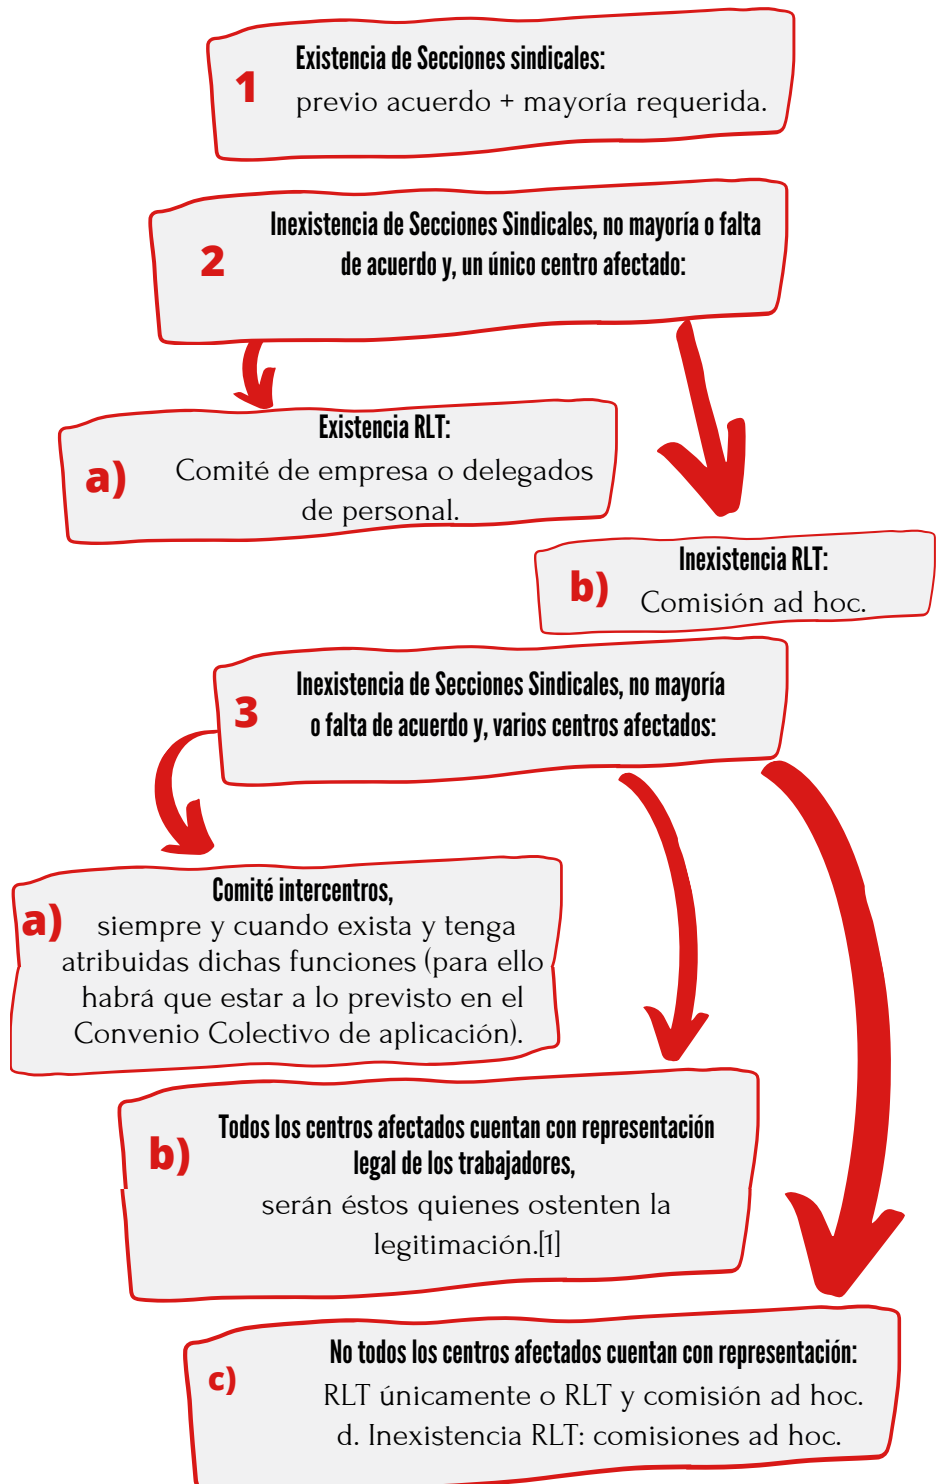 1
Existencia de Secciones sindicales:
previo acuerdo + mayoría requerida.
2
Inexistencia de Secciones Sindicales, no mayoría o falta
de acuerdo y, un único centro afectado:
a)
Existencia RLT:
Comité de empresa o delegados
de personal.
b)
Inexistencia RLT:
Comisión ad hoc.
3
Inexistencia de Secciones Sindicales, no mayoría
o falta de acuerdo y, varios centros afectados:
a)
Comité intercentros,
siempre y cuando exista y tenga
atribuidas dichas funciones (para ello
habrá que estar a lo previsto en el
Convenio Colectivo de aplicación).
b)
Todos los centros afectados cuentan con representación
legal de los trabajadores,
serán éstos quienes ostenten la
legitimación.[1]
c)
No todos los centros afectados cuentan con representación:
RLT únicamente o RLT y comisión ad hoc.
d. Inexistencia RLT: comisiones ad hoc.